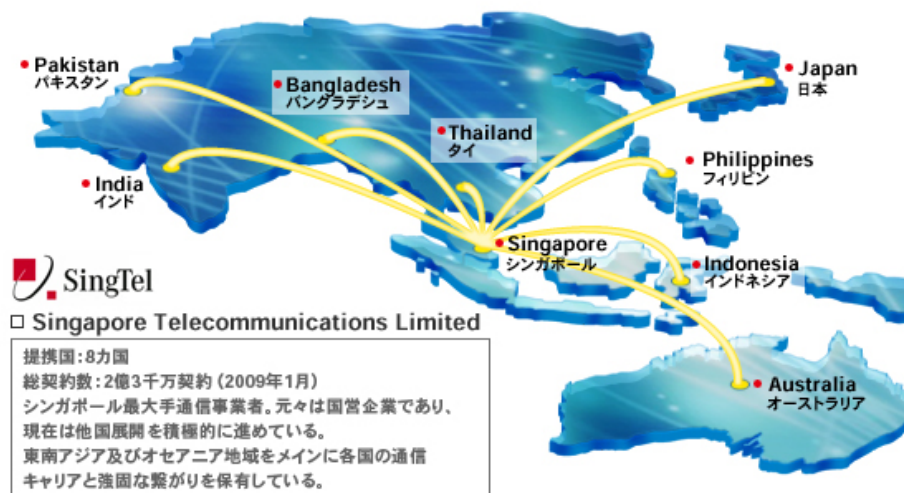 Pakistan
パキスタン
Bangladesh
バングラデシュ
Thailand
タイ
Japan
日本
Philippines
フィリピン
India
インド
Singapore
シンガポール
Indonesia
インドネシア
SingTel
Singapore Telecommunications Limited
Australia
オーストラリア
提携国:8カ国
総契約数:2億3千万契約(2009年1月)
シンガポール最大手通信事業者。元々は国営企業であり、
現在は他国展開を積極的に進めている。
東南アジア及びオセアニア地域をメインに各国の通信
キャリアと強固な繋がりを保有している。